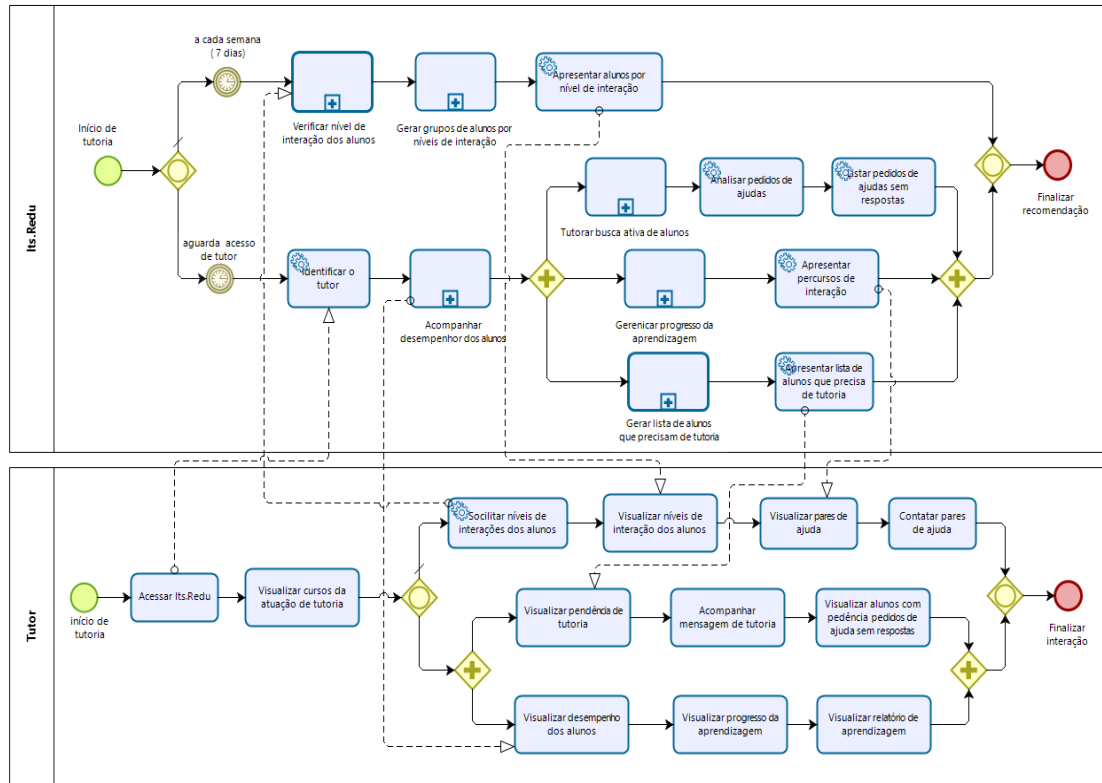 Its.Redu
a cada semana
( 7 dias)
Início de
tutoria
Verificar nível de
interação dos alunos
Gerar grupos de alunos por
níveis de interação
Apresentar alunos por
nível de interação
Tutorar busca ativa de alunos
Analisar pedidos de
ajudas
Listar pedidos de
ajudas sem
respostas
Finalizar
recomendação
aguarda acesso
de tutor
Identificar o
tutor
Acompanhar
desempenhor dos alunos
Gerenicar progresso da
aprendizagem
Apresentar
percursos de
interação
Gerar lista de alunos
que precisam de tutoria
Apresentar lista de
alunos que precisa
de tutoria
Tutor
início de
tutoria
Acessar Its.Redu
Visualizar cursos da
atuação de tutoria
Socilitar níveis de
interações dos alunos
Visualizar níveis de
interação dos alunos
Visualizar pares de
ajuda
Contatar pares
de ajuda
Visualizar pendência de
tutoria
Acompanhar
mensagem de tutoria
Visualizar alunos com
pedência pedidos de
ajuda sem respostas
Visualizar desempenho
dos alunos
Visualizar progresso da
aprendizagem
Visualizar relatório de
aprendizagem
Finalizar
interação